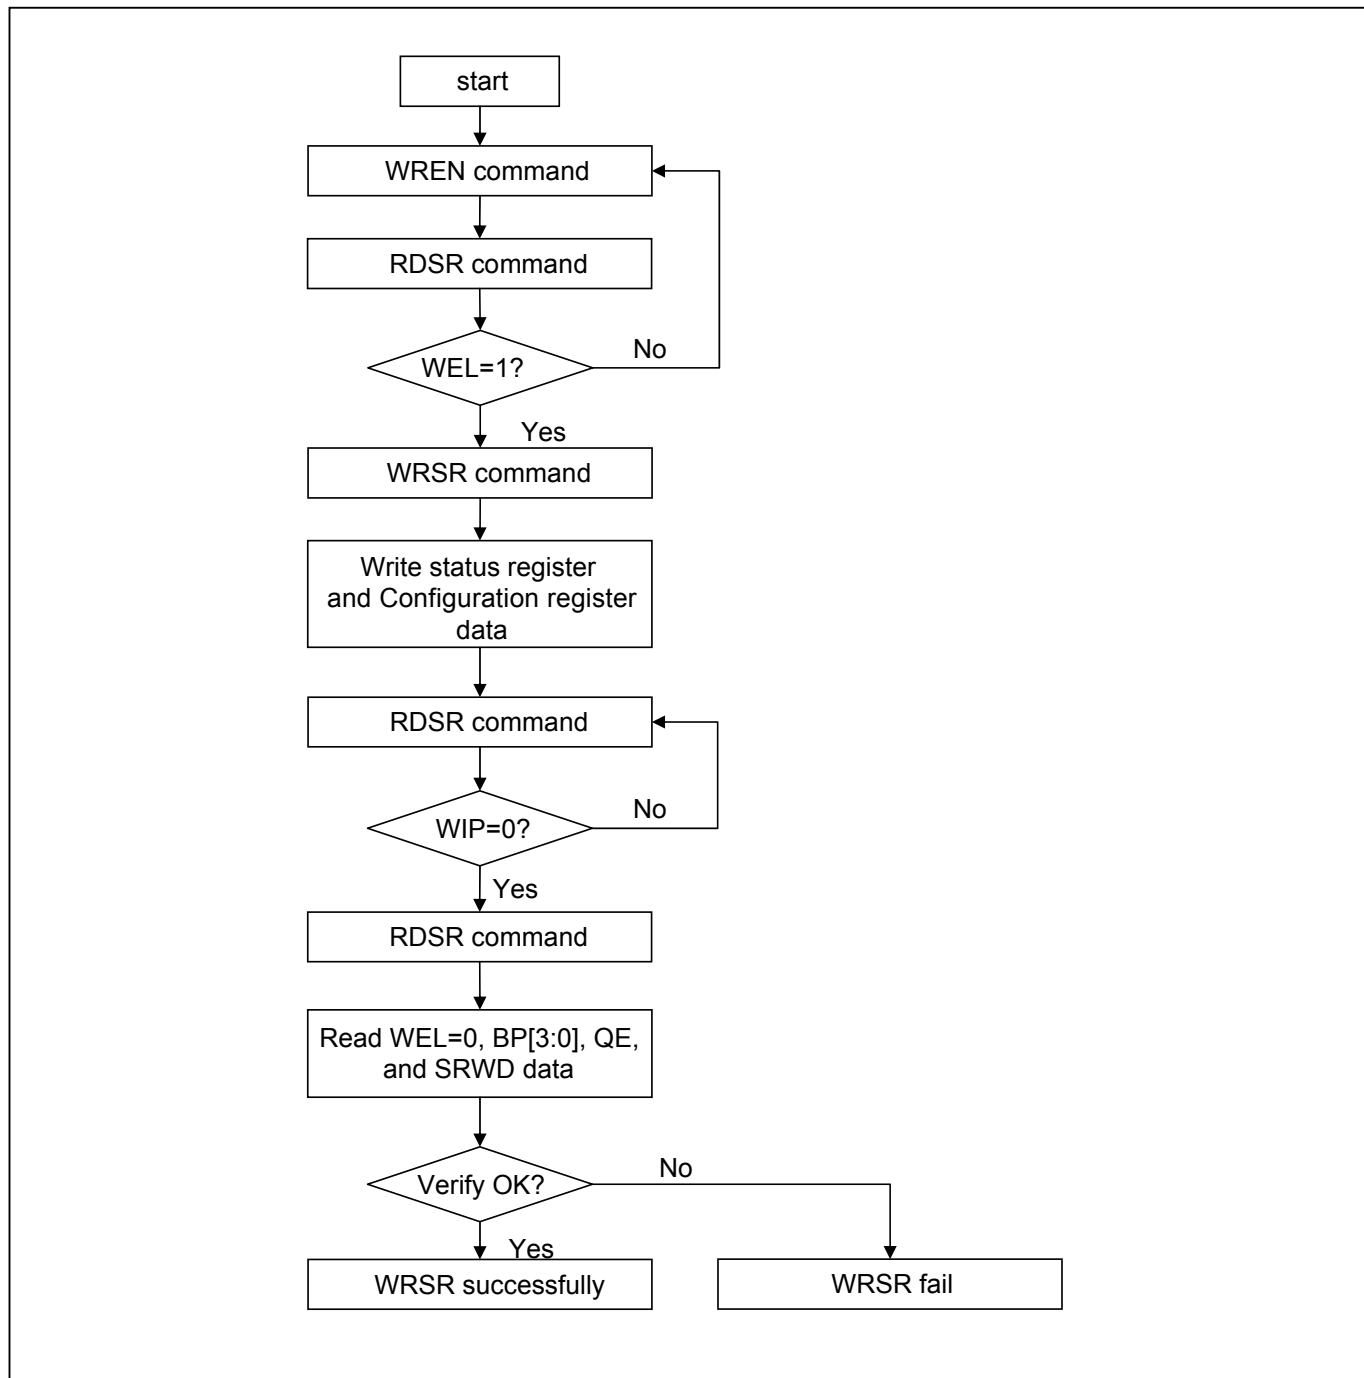 start
WREN command
RDSR command
WEL=1?
No
Yes
WRSR command
Write status register
and Configuration register
data
RDSR command
WIP=0?
No
Yes
RDSR command
Read WEL=0, BP[3:0], QE,
and SRWD data
Verify OK?
No
Yes
WRSR successfully
WRSR fail